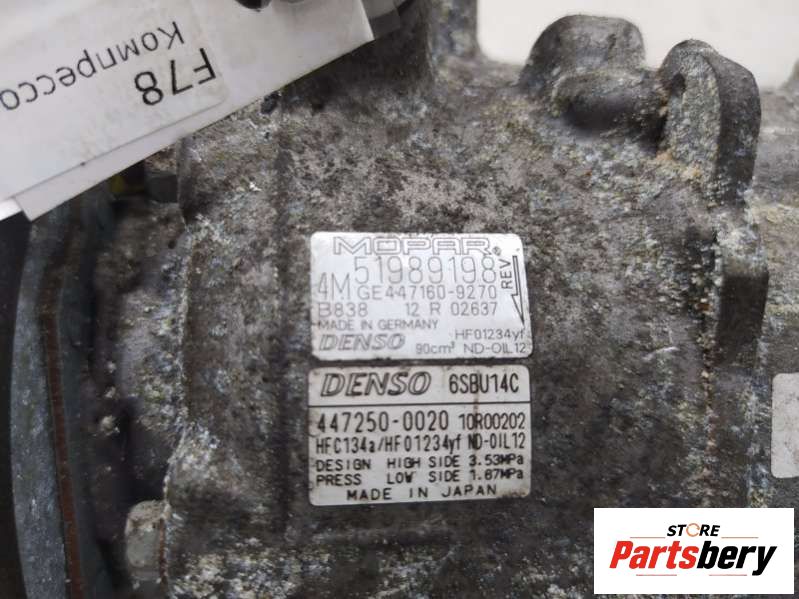 F78
Компрессо
MOPAR®
51989198
4M GE447160-9270
B838 12 R 02637
REV
MADE IN GERMANY
HFO1234yf
DENSO 90cm³ ND-OIL12
DENSO 6SBU14C
447250-0020 10R00202
HFC134a/HFO1234yf ND-OIL12
DESIGN HIGH SIDE 3.53MPa
PRESS LOW SIDE 1.67MPa
MADE IN JAPAN
STORE
Partsbery